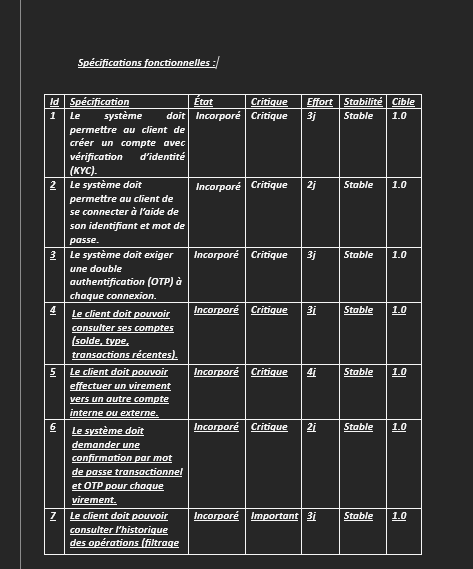 Spécifications fonctionnelles :
Id Spécification État Critique Effort Stabilité Cible
1 Le système doit Incorporé Critique 3j Stable 1.0
permettre au client de
créer un compte avec
vérification d'identité
(KYC).
2 Le système doit Incorporé Critique 2j Stable 1.0
permettre au client de
se connecter à l'aide de
son identifiant et mot de
passe.
3 Le système doit exiger Incorporé Critique 3j Stable 1.0
une double
authentification (OTP) à
chaque connexion.
4 Le client doit pouvoir Incorporé Critique 3j Stable 1.0
consulter ses comptes
(solde, type,
transactions récentes).
5 Le client doit pouvoir Incorporé Critique 4j Stable 1.0
effectuer un virement
vers un autre compte
interne ou externe.
6 Le système doit Incorporé Critique 2j Stable 1.0
demander une
confirmation par mot
de passe transactionnel
et OTP pour chaque
virement.
7 Le client doit pouvoir Incorporé Important 3j Stable 1.0
consulter l'historique
des opérations (filtrage